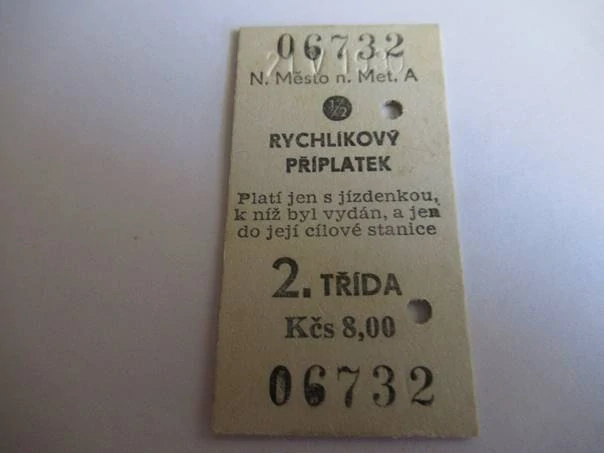 06732
N. Město n. Met. A
1/2
RYCHLÍKOVÝ
PŘÍPLATEK
Platí jen s jízdenkou,
k níž byl vydán, a jen
do její cílové stanice
2. TŘÍDA
Kčs 8,00
06732